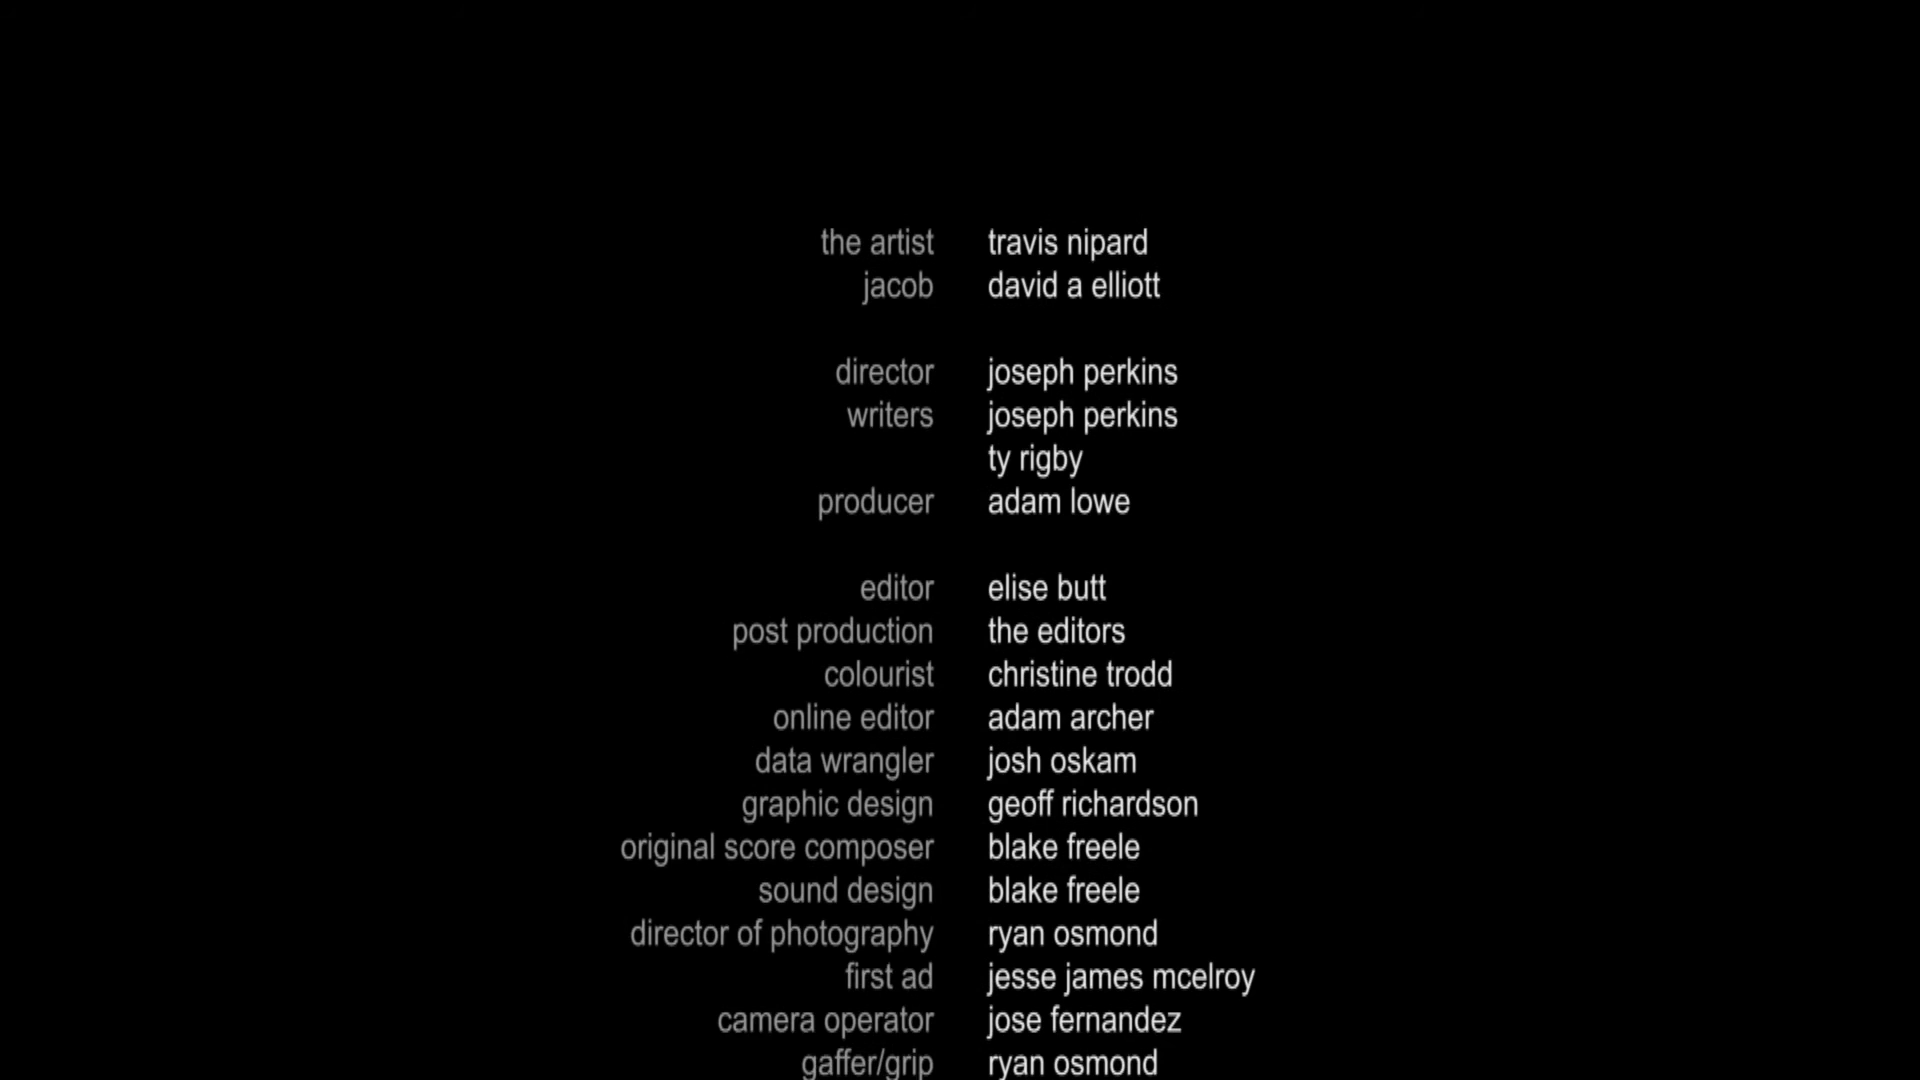 the artist travis nipard
jacob david a elliott
director joseph perkins
writers joseph perkins
ty rigby
producer adam lowe
editor elise butt
post production the editors
colourist christine trodd
online editor adam archer
data wrangler josh oskam
graphic design geoff richardson
original score composer blake freele
sound design blake freele
director of photography ryan osmond
first ad jesse james mcelroy
camera operator jose fernandez
gaffer/grip ryan osmond